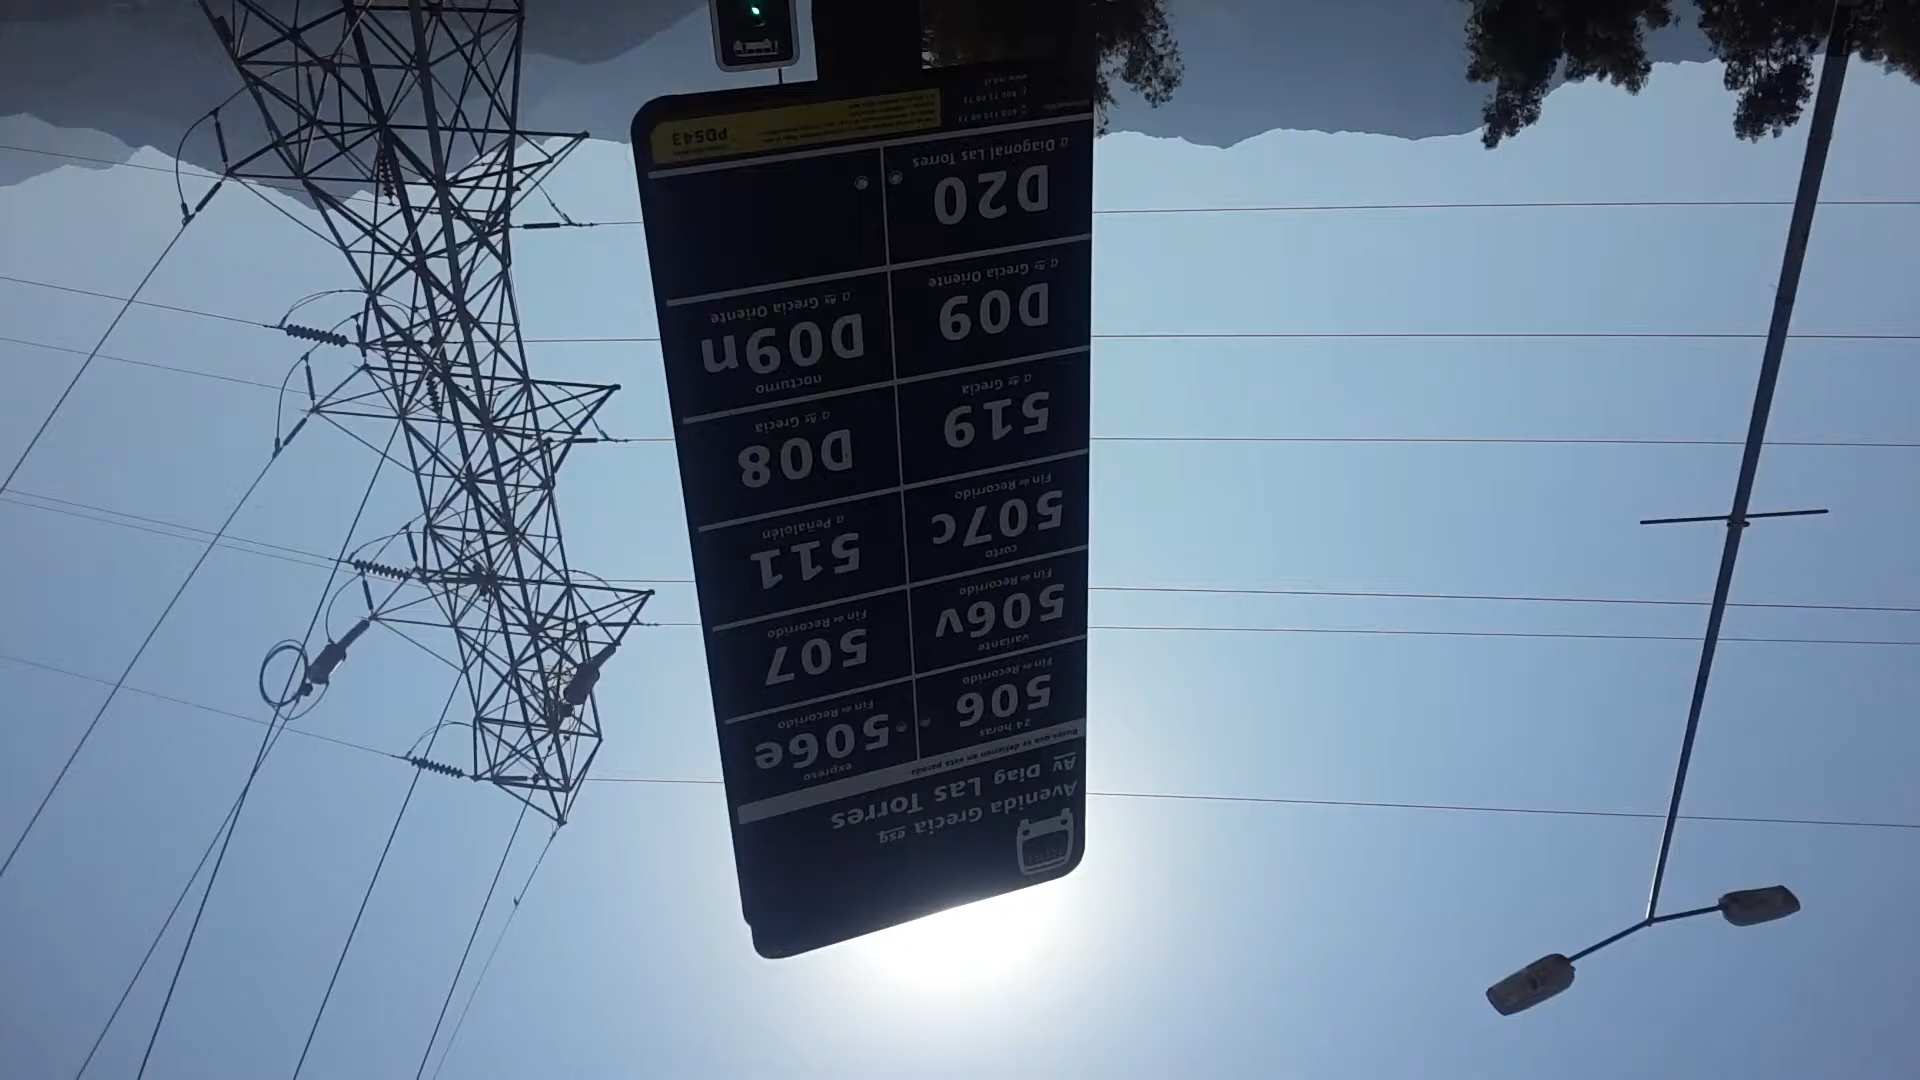 Avenida Grecia esq.
Av Diag Las Torres
Buses que se detienen en esta parada
24 horas
506
Fin de Recorrido
expreso
506e
Fin de Recorrido
variante
506v
Fin de Recorrido
507
Fin de Recorrido
corto
507c
Fin de Recorrido
511
a Peñalolén
519
a Av Grecia
D08
a Av Grecia
D09
a Av Grecia Oriente
nocturno
D09n
a Av Grecia Oriente
D20
a Diagonal Las Torres
PD543